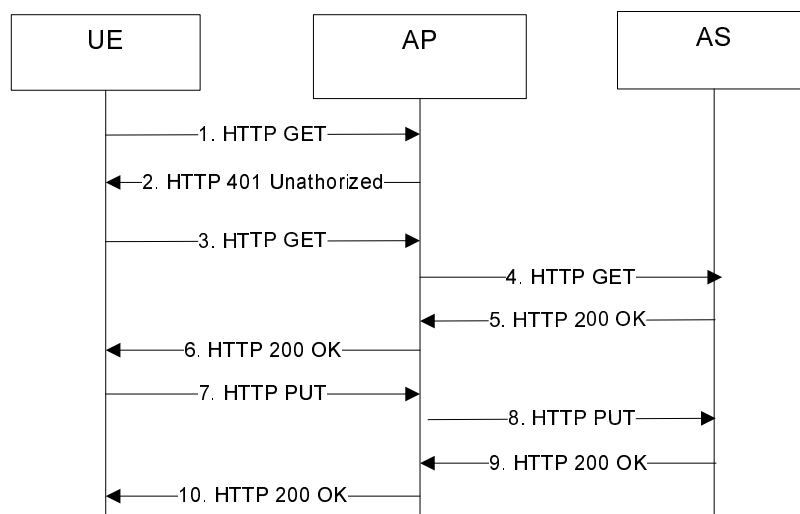 UE
AP
AS
1. HTTP GET
2. HTTP 401 Unathorized
3. HTTP GET
4. HTTP GET
5. HTTP 200 OK
6. HTTP 200 OK
7. HTTP PUT
8. HTTP PUT
9. HTTP 200 OK
10. HTTP 200 OK